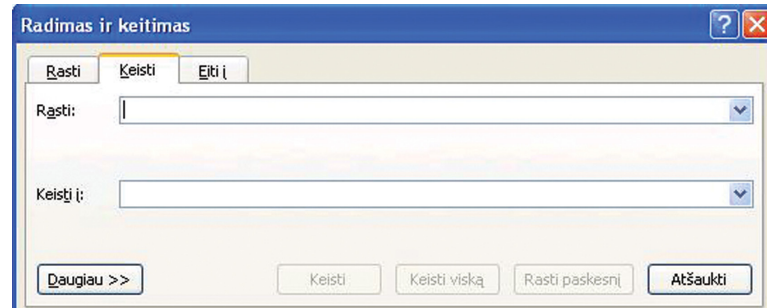 Radimas ir keitimas
Rasti Keisti Eiti į
Rasti:
Keisti į:
Daugiau >> Keisti Keisti viską Rasti paskesnį Atšaukti